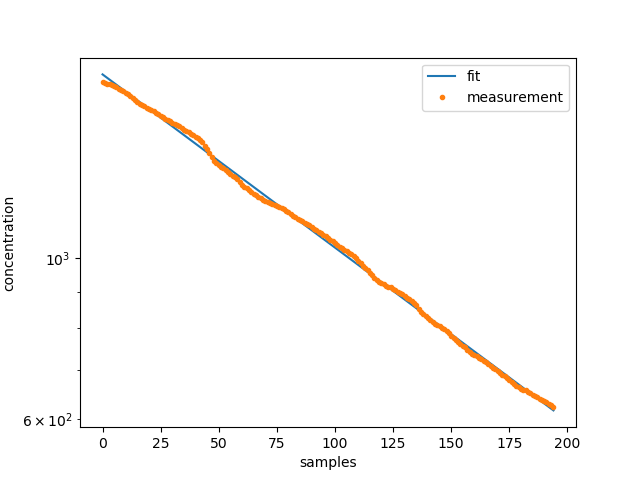 fit
measurement
concentration
10³
6 × 10²
0 25 50 75 100 125 150 175 200
samples